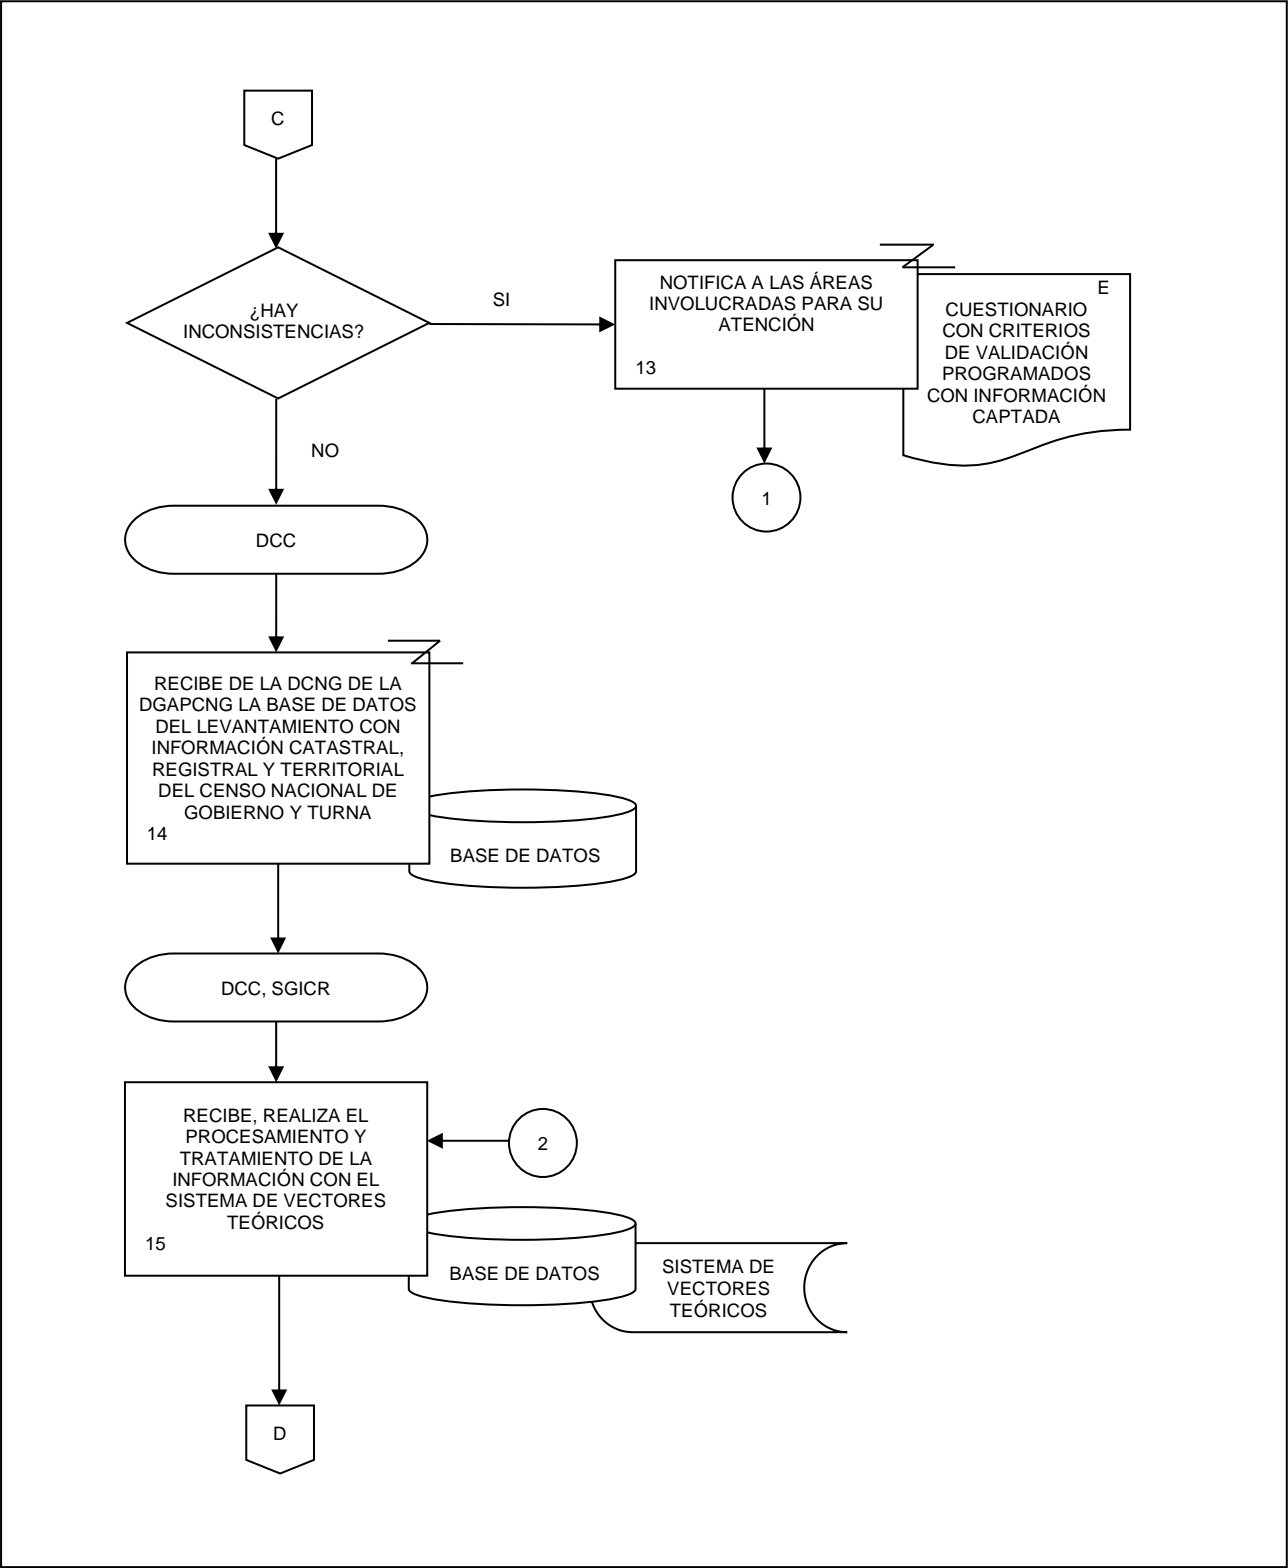 C
¿HAY
INCONSISTENCIAS?
SI
NOTIFICA A LAS ÁREAS
INVOLUCRADAS PARA SU
ATENCIÓN
13
E
CUESTIONARIO
CON CRITERIOS
DE VALIDACIÓN
PROGRAMADOS
CON INFORMACIÓN
CAPTADA
1
NO
DCC
RECIBE DE LA DCNG DE LA
DGAPCNG LA BASE DE DATOS
DEL LEVANTAMIENTO CON
INFORMACIÓN CATASTRAL,
REGISTRAL Y TERRITORIAL
DEL CENSO NACIONAL DE
GOBIERNO Y TURNA
14
BASE DE DATOS
DCC, SGICR
RECIBE, REALIZA EL
PROCESAMIENTO Y
TRATAMIENTO DE LA
INFORMACIÓN CON EL
SISTEMA DE VECTORES
TEÓRICOS
15
2
BASE DE DATOS
SISTEMA DE
VECTORES
TEÓRICOS
D